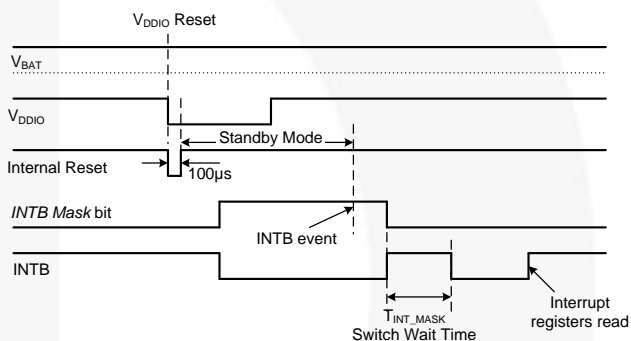 VDDIO Reset
VBAT
VDDIO
Standby Mode
Internal Reset
100µs
INTB Mask bit
INTB event
INTB
TINT_MASK
Switch Wait Time
Interrupt
registers read